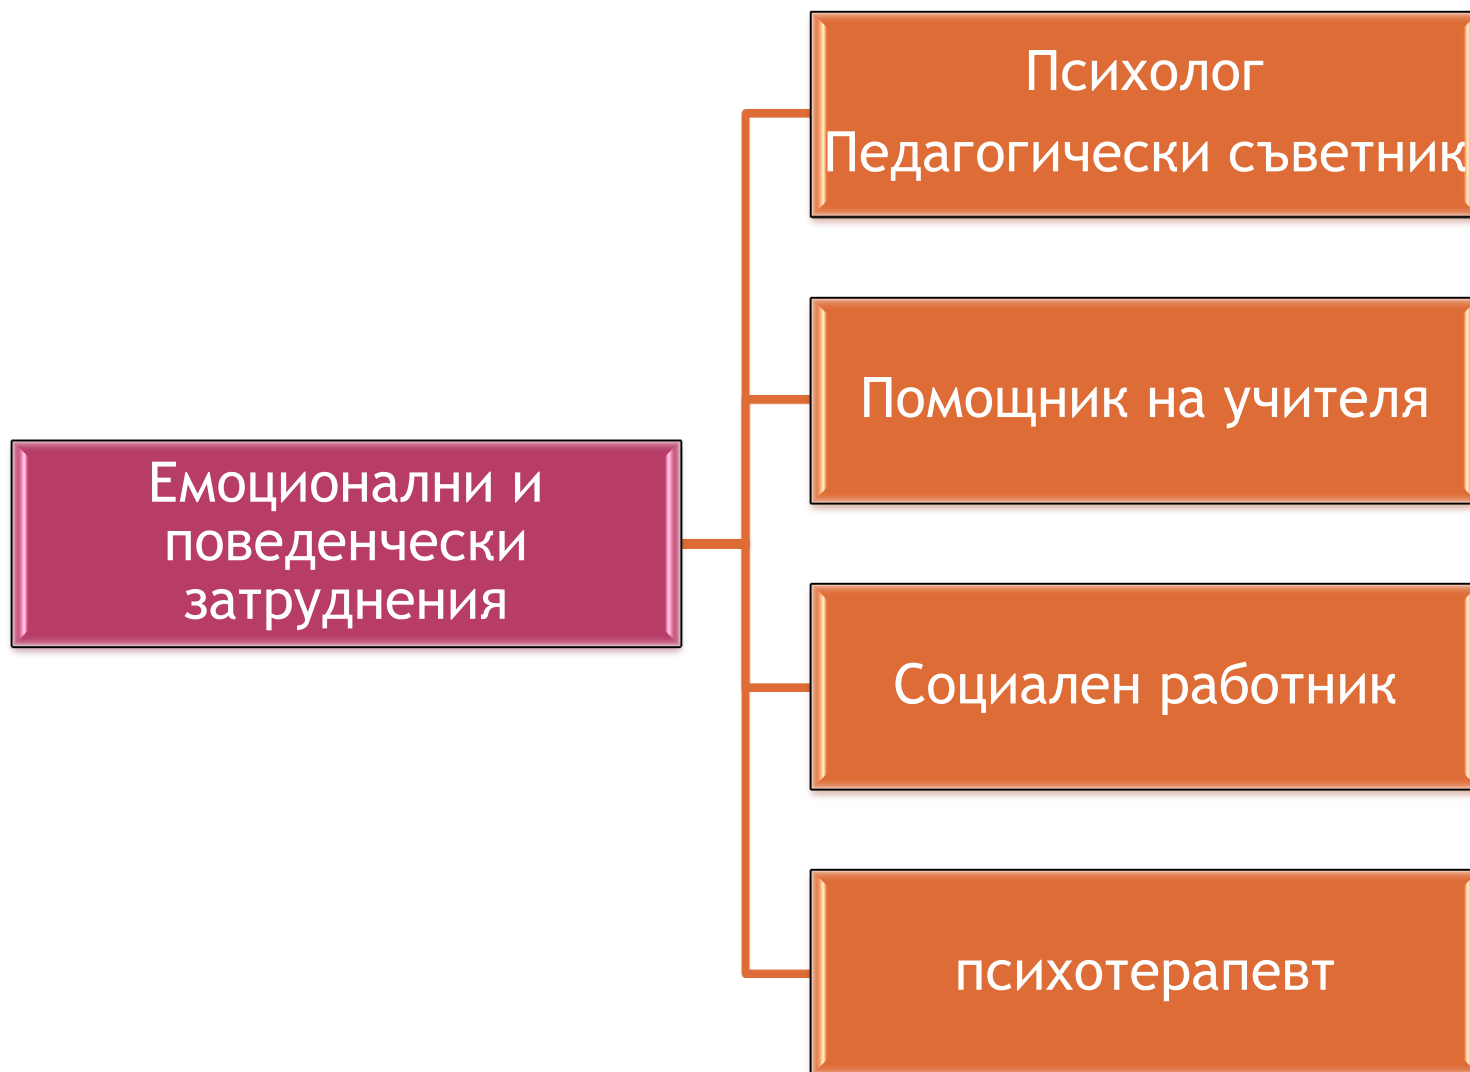 Психолог
Педагогически съветник
Помощник на учителя
Емоционални и
поведенчески
затруднения
Социален работник
психотерапевт